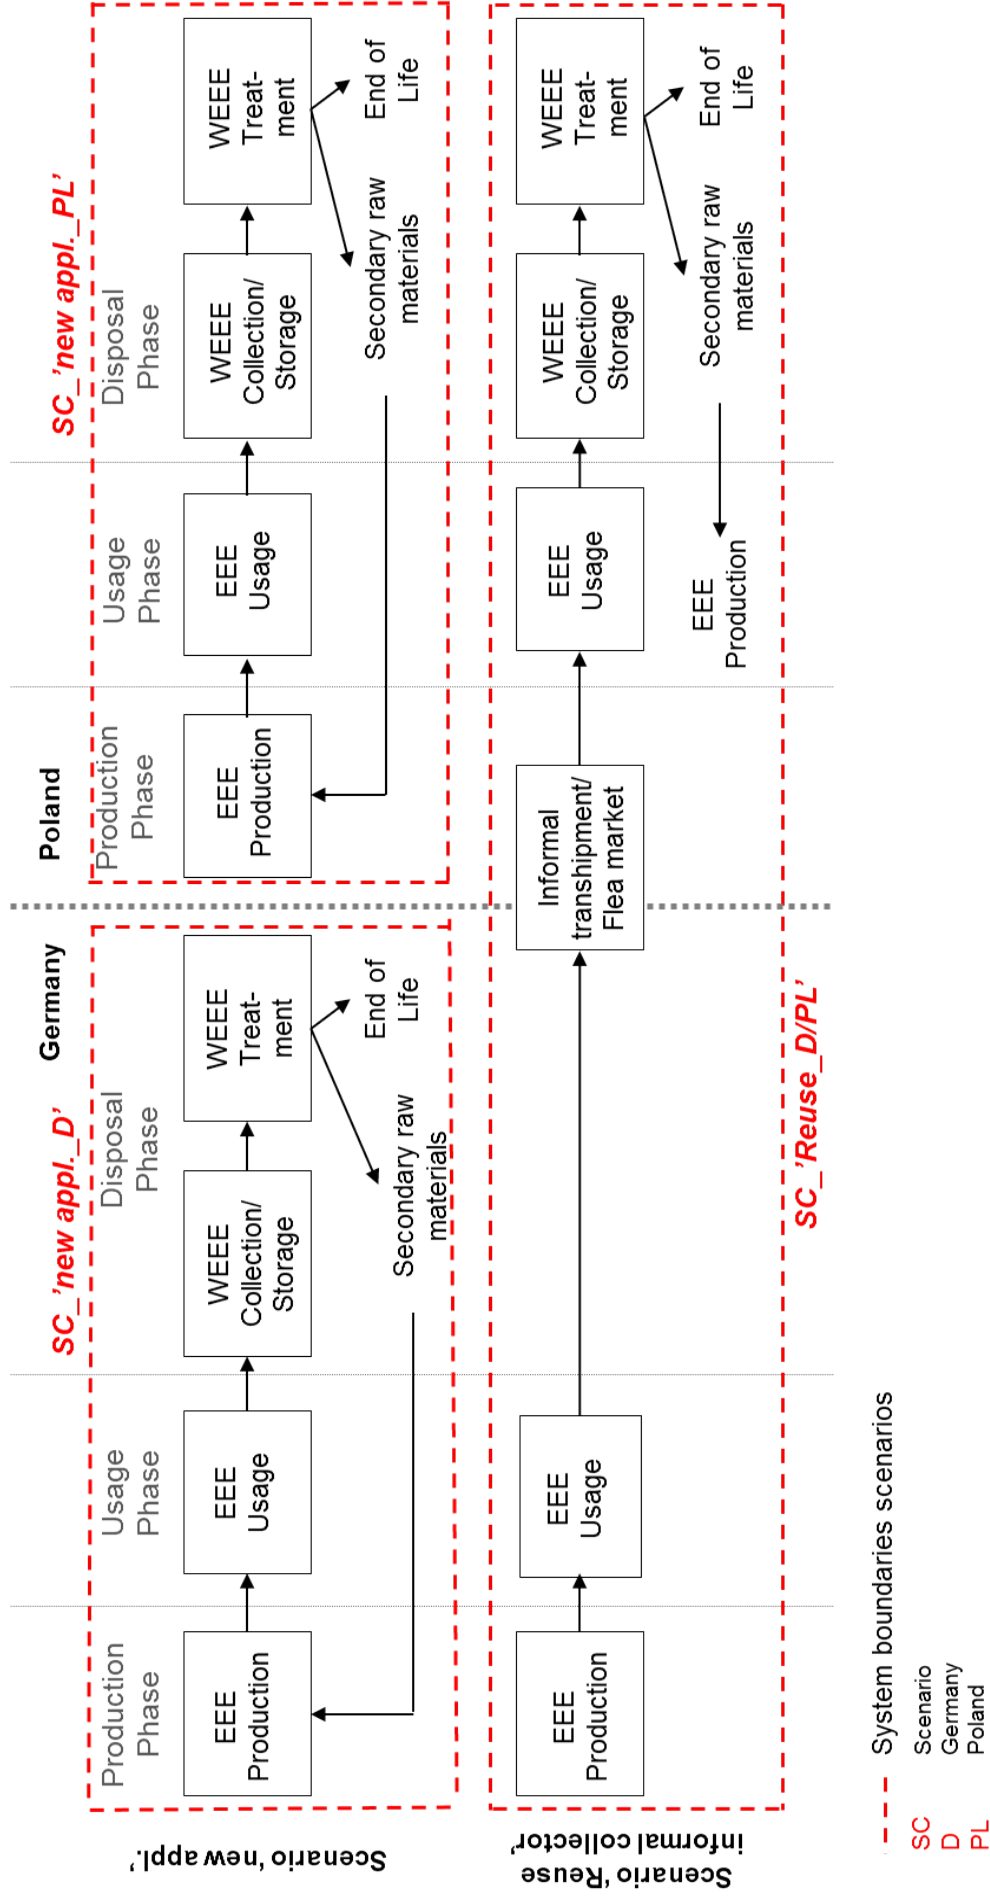 Germany
Poland
SC_’new appl._D’
SC_’new appl._PL’
Production
Phase
Usage
Phase
Disposal
Phase
Production
Phase
Usage
Phase
Disposal
Phase
Scenario ‘new appl.’
EEE
Production
EEE
Usage
WEEE
Collection/
Storage
WEEE
Treat-
ment
Secondary raw
materials
End of
Life
EEE
Production
EEE
Usage
WEEE
Collection/
Storage
WEEE
Treat-
ment
Secondary raw
materials
End of
Life
Scenario ‘Reuse
informal collector’
EEE
Production
EEE
Usage
Informal
transhipment/
Flea market
EEE
Usage
WEEE
Collection/
Storage
WEEE
Treat-
ment
EEE
Production
Secondary raw
materials
End of
Life
SC_’Reuse_D/PL’
System boundaries scenarios
SC Scenario
D Germany
PL Poland